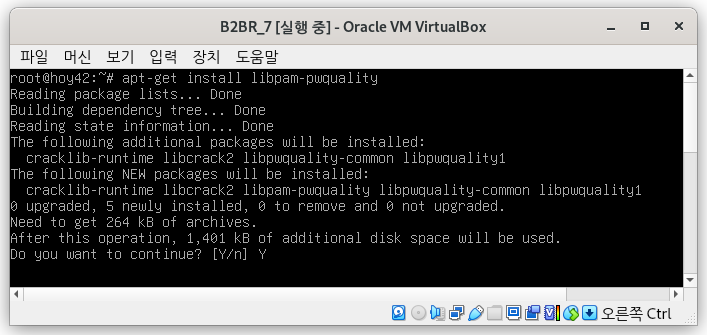 B2BR_7 [실행 중] - Oracle VM VirtualBox
파일 머신 보기 입력 장치 도움말
root@hoy42:~# apt-get install libpam-pwquality
Reading package lists... Done
Building dependency tree... Done
Reading state information... Done
The following additional packages will be installed:
  cracklib-runtime libcrack2 libpwquality-common libpwquality1
The following NEW packages will be installed:
  cracklib-runtime libcrack2 libpam-pwquality libpwquality-common libpwquality1
0 upgraded, 5 newly installed, 0 to remove and 0 not upgraded.
Need to get 264 kB of archives.
After this operation, 1,401 kB of additional disk space will be used.
Do you want to continue? [Y/n] Y
오른쪽 Ctrl